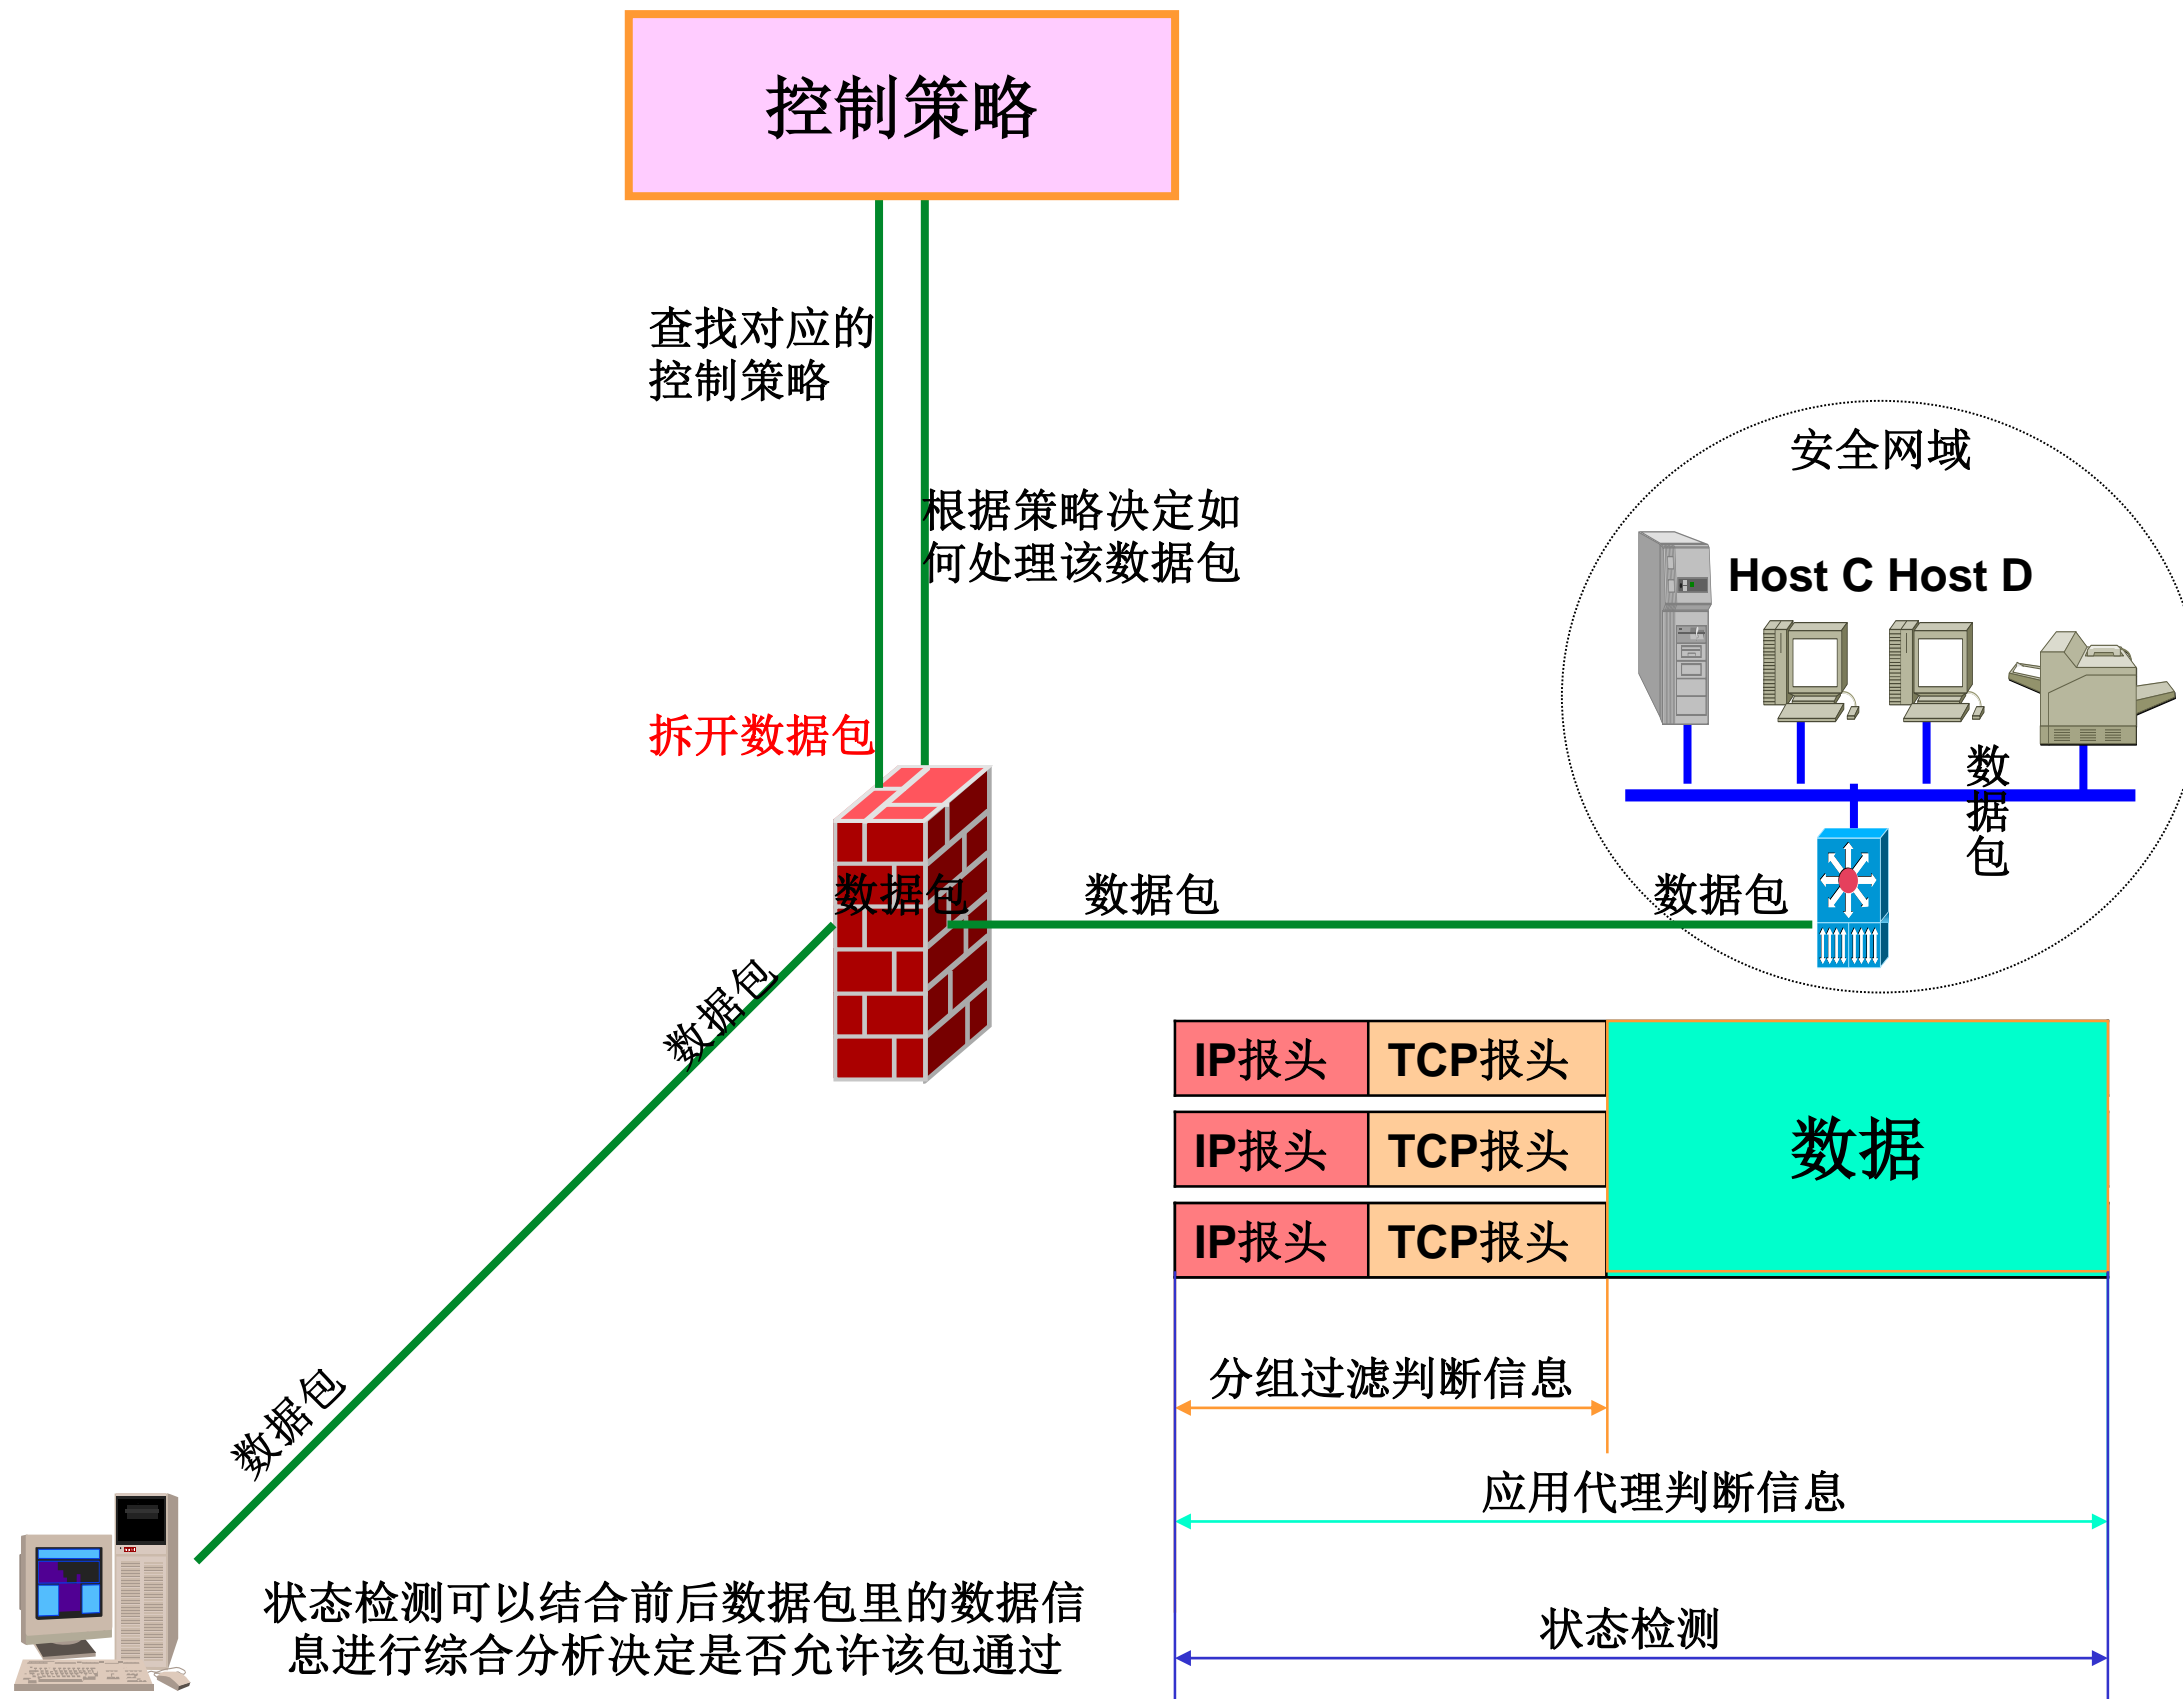 控制策略
查找对应的
控制策略
根据策略决定如
何处理该数据包
安全网域
Host C Host D
拆开数据包
数据包
数据包
数据包
数据包
数据包
数据包
IP报头 TCP报头
IP报头 TCP报头
IP报头 TCP报头
数据
分组过滤判断信息
应用代理判断信息
状态检测
状态检测可以结合前后数据包里的数据信
息进行综合分析决定是否允许该包通过